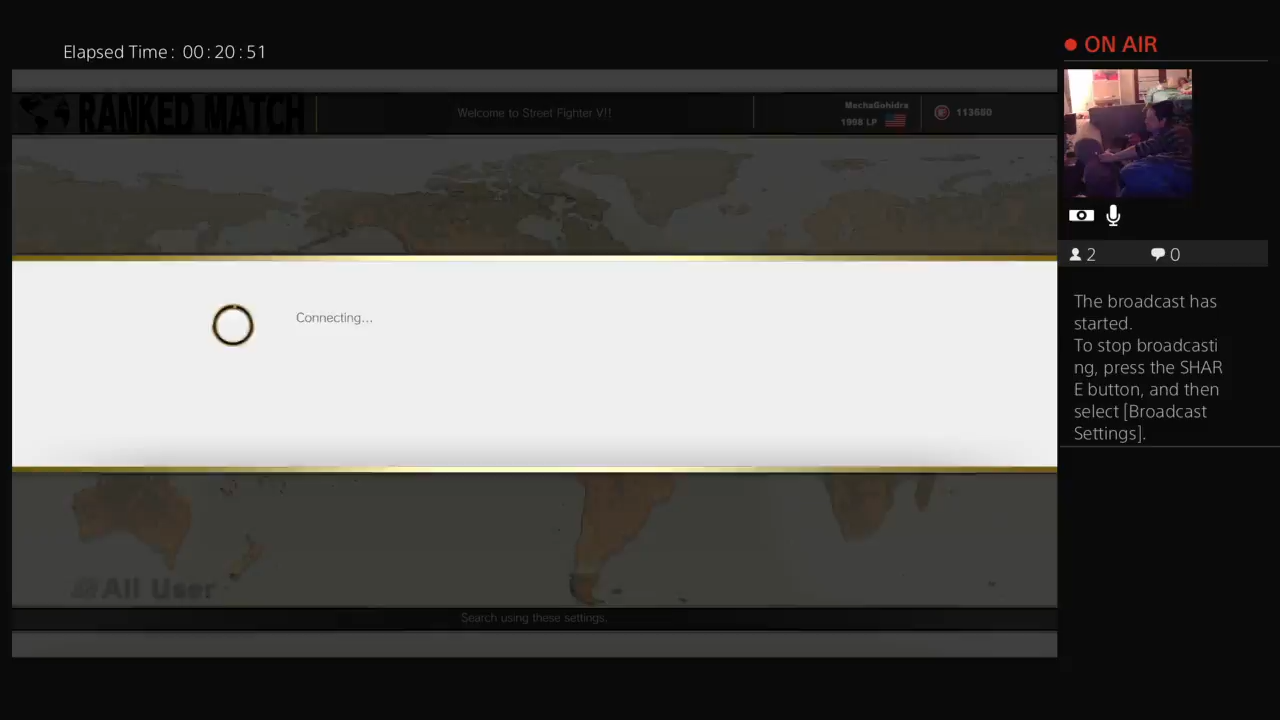 Elapsed Time: 00:20:51
ON AIR
RANKED MATCH
Welcome to Street Fighter V!!
MechaGohidra
1998 LP
113680
2
0
Connecting...
The broadcast has
started.
To stop broadcasti
ng, press the SHAR
E button, and then
select [Broadcast
Settings].
All User
Search using these settings.